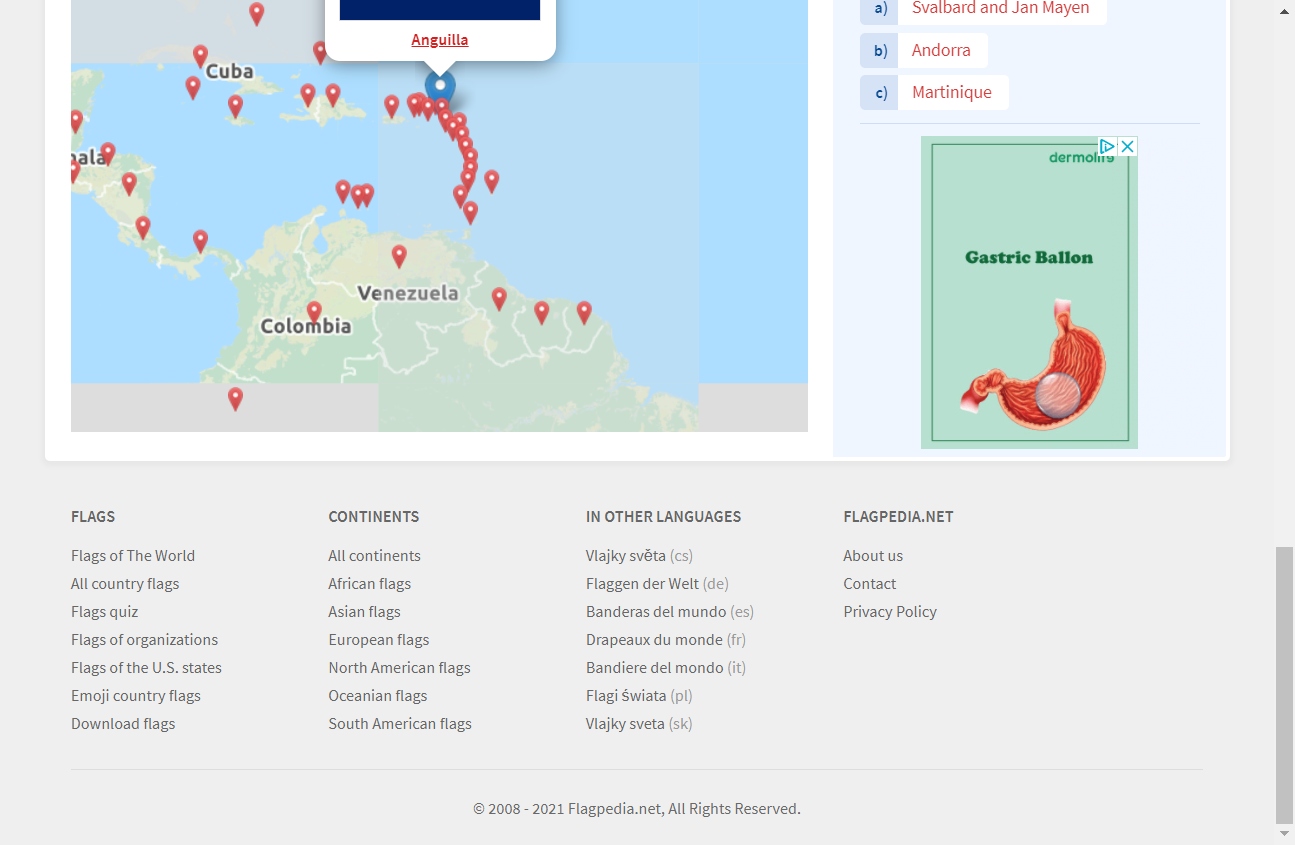 Anguilla
Cuba
Venezuela
Colombia
a) Svalbard and Jan Mayen
b) Andorra
c) Martinique
Gastric Ballon
FLAGS
Flags of The World
All country flags
Flags quiz
Flags of organizations
Flags of the U.S. states
Emoji country flags
Download flags
CONTINENTS
All continents
African flags
Asian flags
European flags
North American flags
Oceanian flags
South American flags
IN OTHER LANGUAGES
Vlajky světa (cs)
Flaggen der Welt (de)
Banderas del mundo (es)
Drapeaux du monde (fr)
Bandiere del mondo (it)
Flagi świata (pl)
Vlajky sveta (sk)
FLAGPEDIA.NET
About us
Contact
Privacy Policy
© 2008 - 2021 Flagpedia.net, All Rights Reserved.